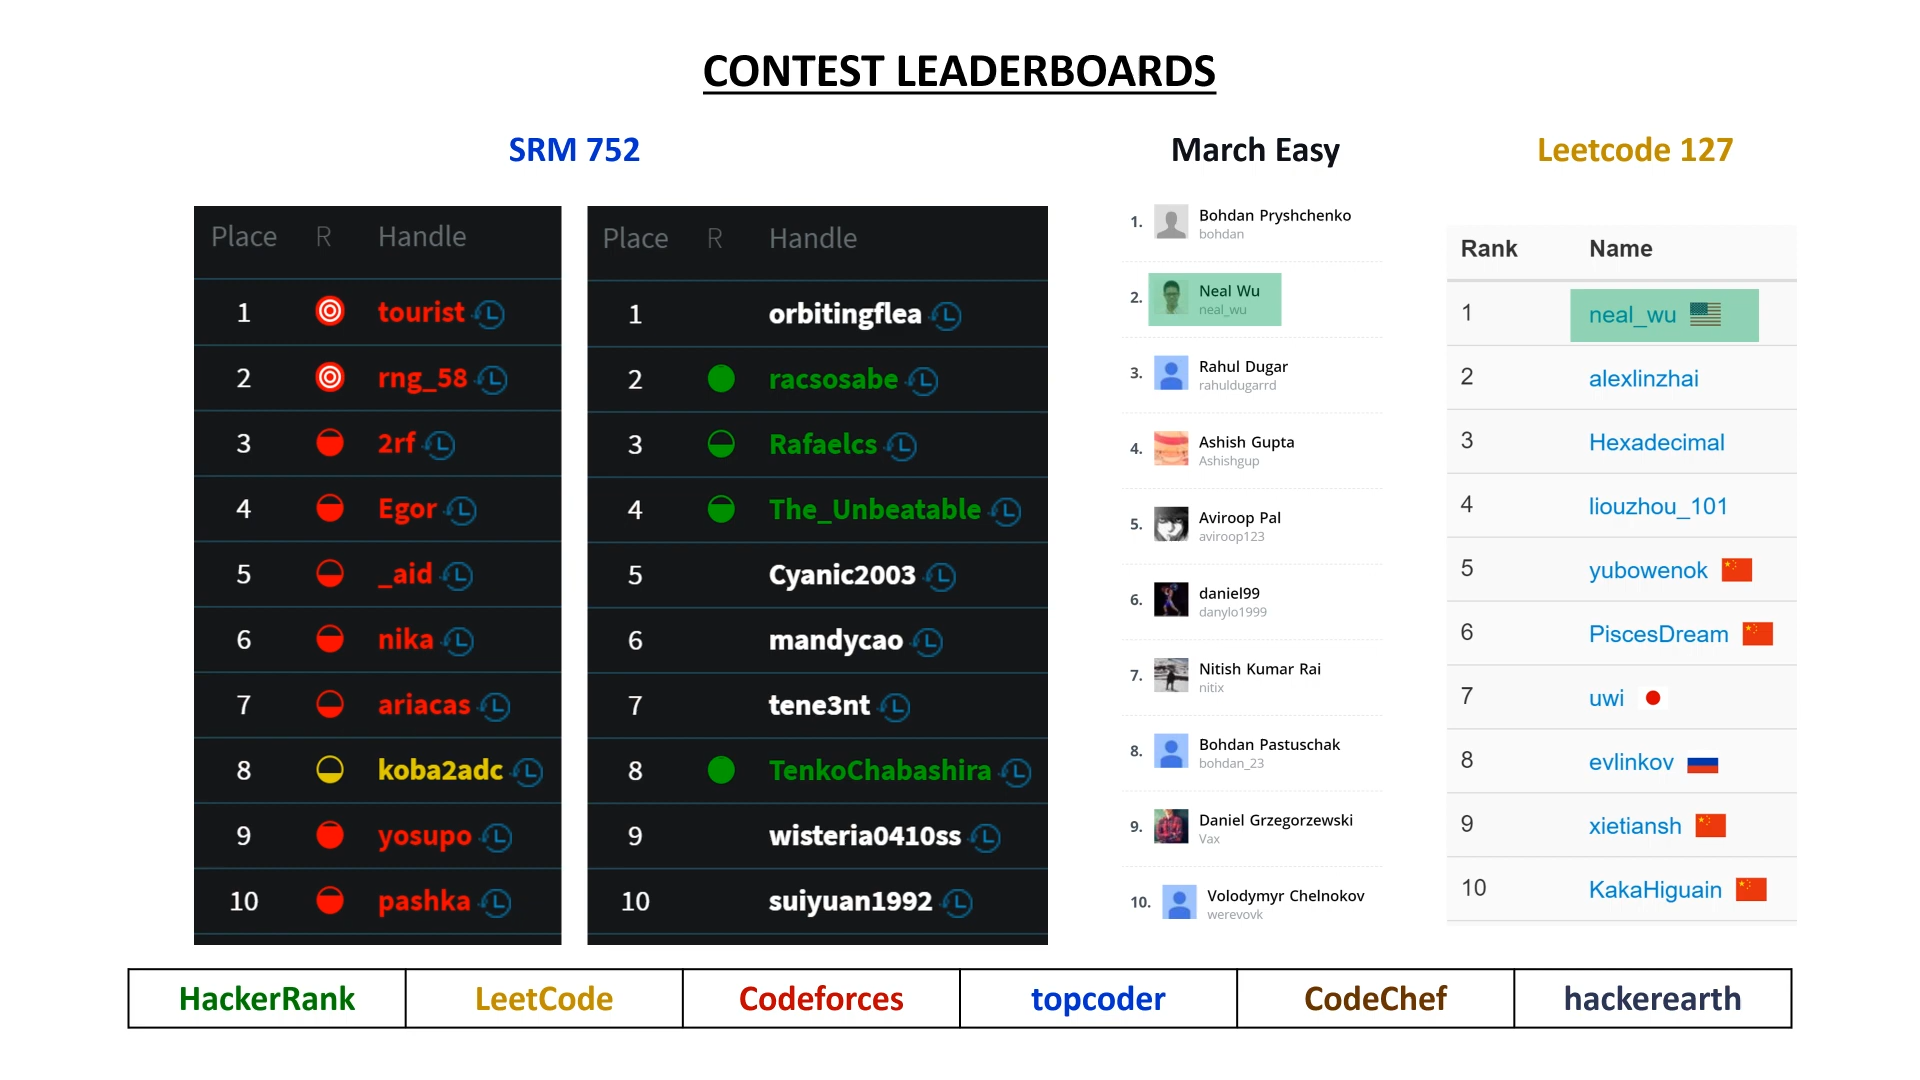 CONTEST LEADERBOARDS
SRM 752
Place R Handle
1 tourist
2 rng_58
3 2rf
4 Egor
5 _aid
6 nika
7 ariacas
8 koba2adc
9 yosupo
10 pashka
Place R Handle
1 orbitingflea
2 racsosabe
3 Rafaelcs
4 The_Unbeatable
5 Cyanic2003
6 mandycao
7 tene3nt
8 TenkoChabashira
9 wisteria0410ss
10 suiyuan1992
March Easy
1. Bohdan Pryshchenko
bohdan
2. Neal Wu
neal_wu
3. Rahul Dugar
rahuldugarrd
4. Ashish Gupta
Ashishgup
5. Aviroop Pal
aviroop123
6. daniel99
danylo1999
7. Nitish Kumar Rai
nitix
8. Bohdan Pastuschak
bohdan_23
9. Daniel Grzegorzewski
Vax
10. Volodymyr Chelnokov
werevovk
Leetcode 127
Rank Name
1 neal_wu
2 alexlinzhai
3 Hexadecimal
4 liouzhou_101
5 yubowenok
6 PiscesDream
7 uwi
8 evlinkov
9 xietiansh
10 KakaHiguain
HackerRank LeetCode Codeforces topcoder CodeChef hackerearth